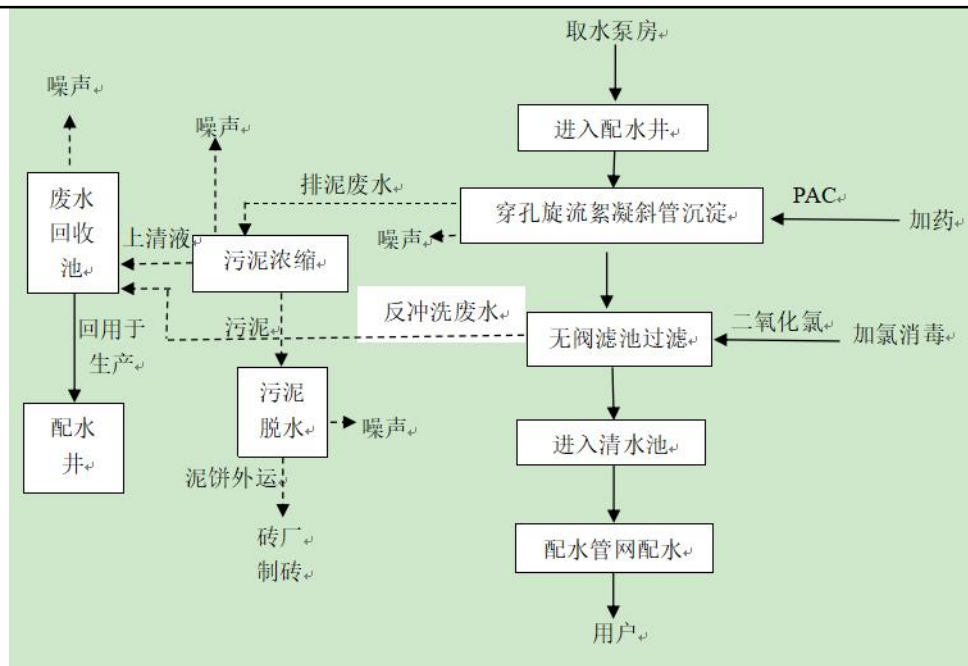 取水泵房
噪声
噪声
进入配水井
废水
回收
池
排泥废水
穿孔旋流絮凝斜管沉淀
PAC
加药
上清液
噪声
污泥浓缩
反冲洗废水
污泥
无阀滤池过滤
二氧化氯
加氯消毒
回用于
生产
污泥
脱水
噪声
配水
井
进入清水池
泥饼外运
砖厂
制砖
配水管网配水
用户